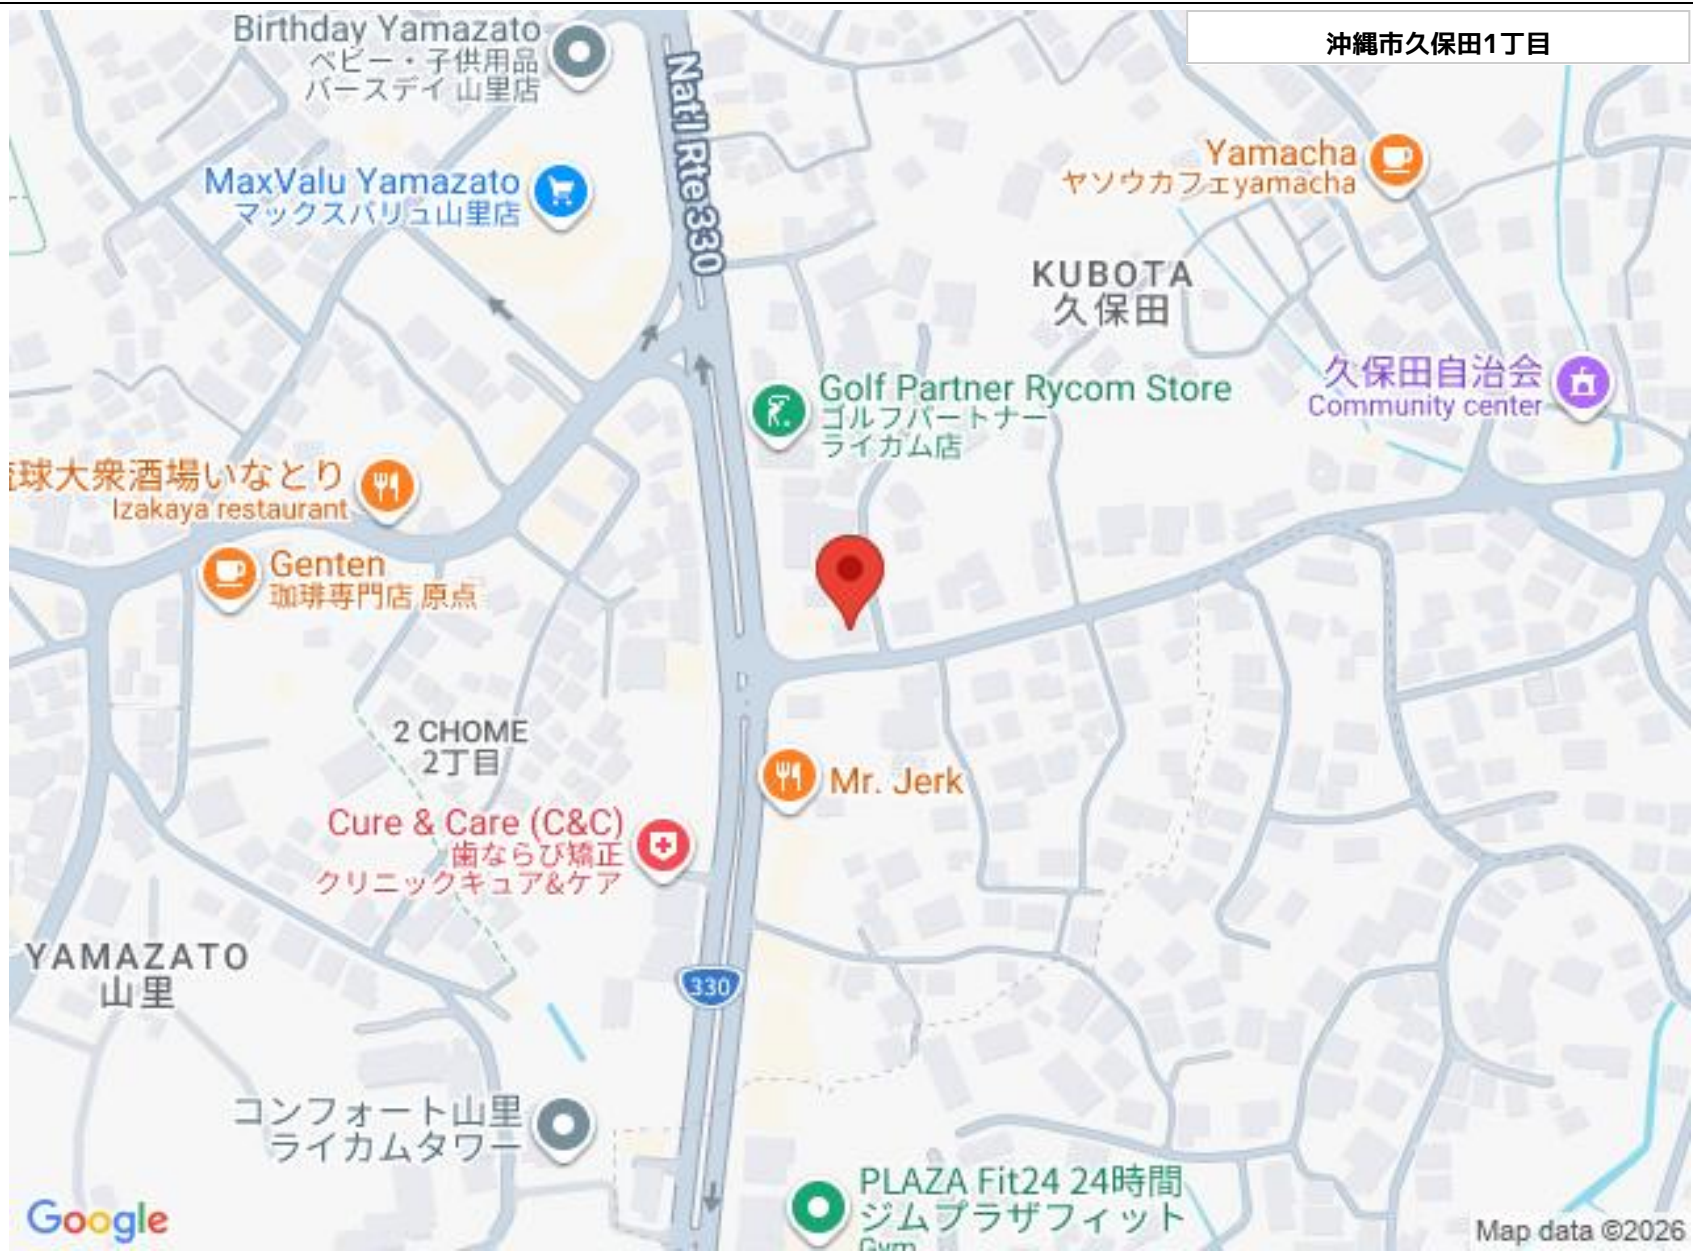 沖縄市久保田1丁目
Birthday Yamazato
ベビー・子供用品
バースデイ 山里店
Nat'l Rte 330
MaxValu Yamazato
マックスバリュ山里店
Yamacha
ヤソウカフェyamacha
KUBOTA
久保田
Golf Partner Rycom Store
ゴルフパートナー
ライカム店
久保田自治会
Community center
球大衆酒場いなとり
Izakaya restaurant
Genten
珈琲専門店 原点
2 CHOME
2丁目
Mr. Jerk
Cure & Care (C&C)
歯ならび矯正
クリニックキュア&ケア
YAMAZATO
山里
330
コンフォート山里
ライカムタワー
PLAZA Fit24 24時間
ジムプラザフィット
Gym
Google
Map data ©2026